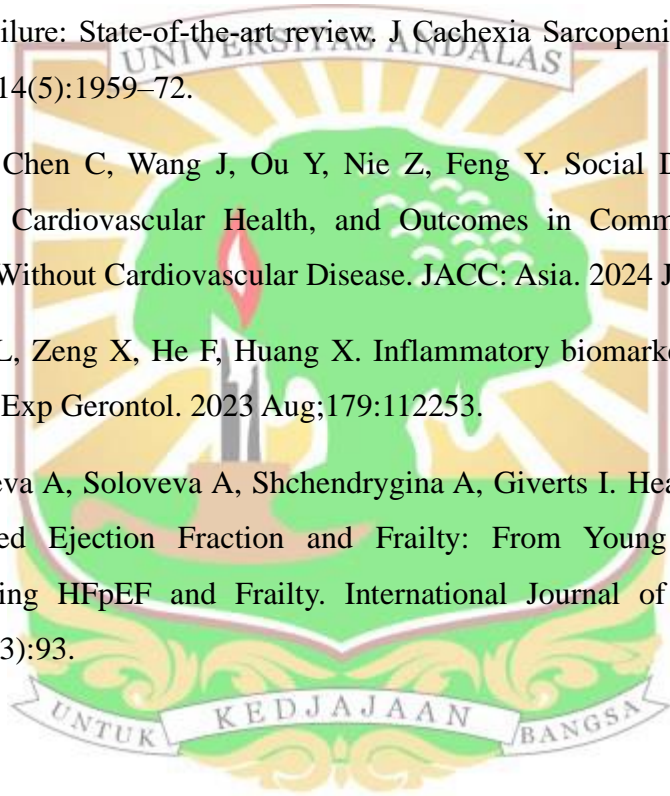 ilure: State-of-the-art review. J Cachexia Sarcopeni
UNIVERSITAS ANDALAS
14(5):1959–72.
Chen C, Wang J, Ou Y, Nie Z, Feng Y. Social D
Cardiovascular Health, and Outcomes in Comm
Without Cardiovascular Disease. JACC: Asia. 2024 J
L, Zeng X, He F, Huang X. Inflammatory biomark
Exp Gerontol. 2023 Aug;179:112253.
eva A, Soloveva A, Shchendrygina A, Giverts I. Hea
ed Ejection Fraction and Frailty: From Young
ing HFpEF and Frailty. International Journal of
3):93.
UNTUK KEDJAJAAN BANGSA